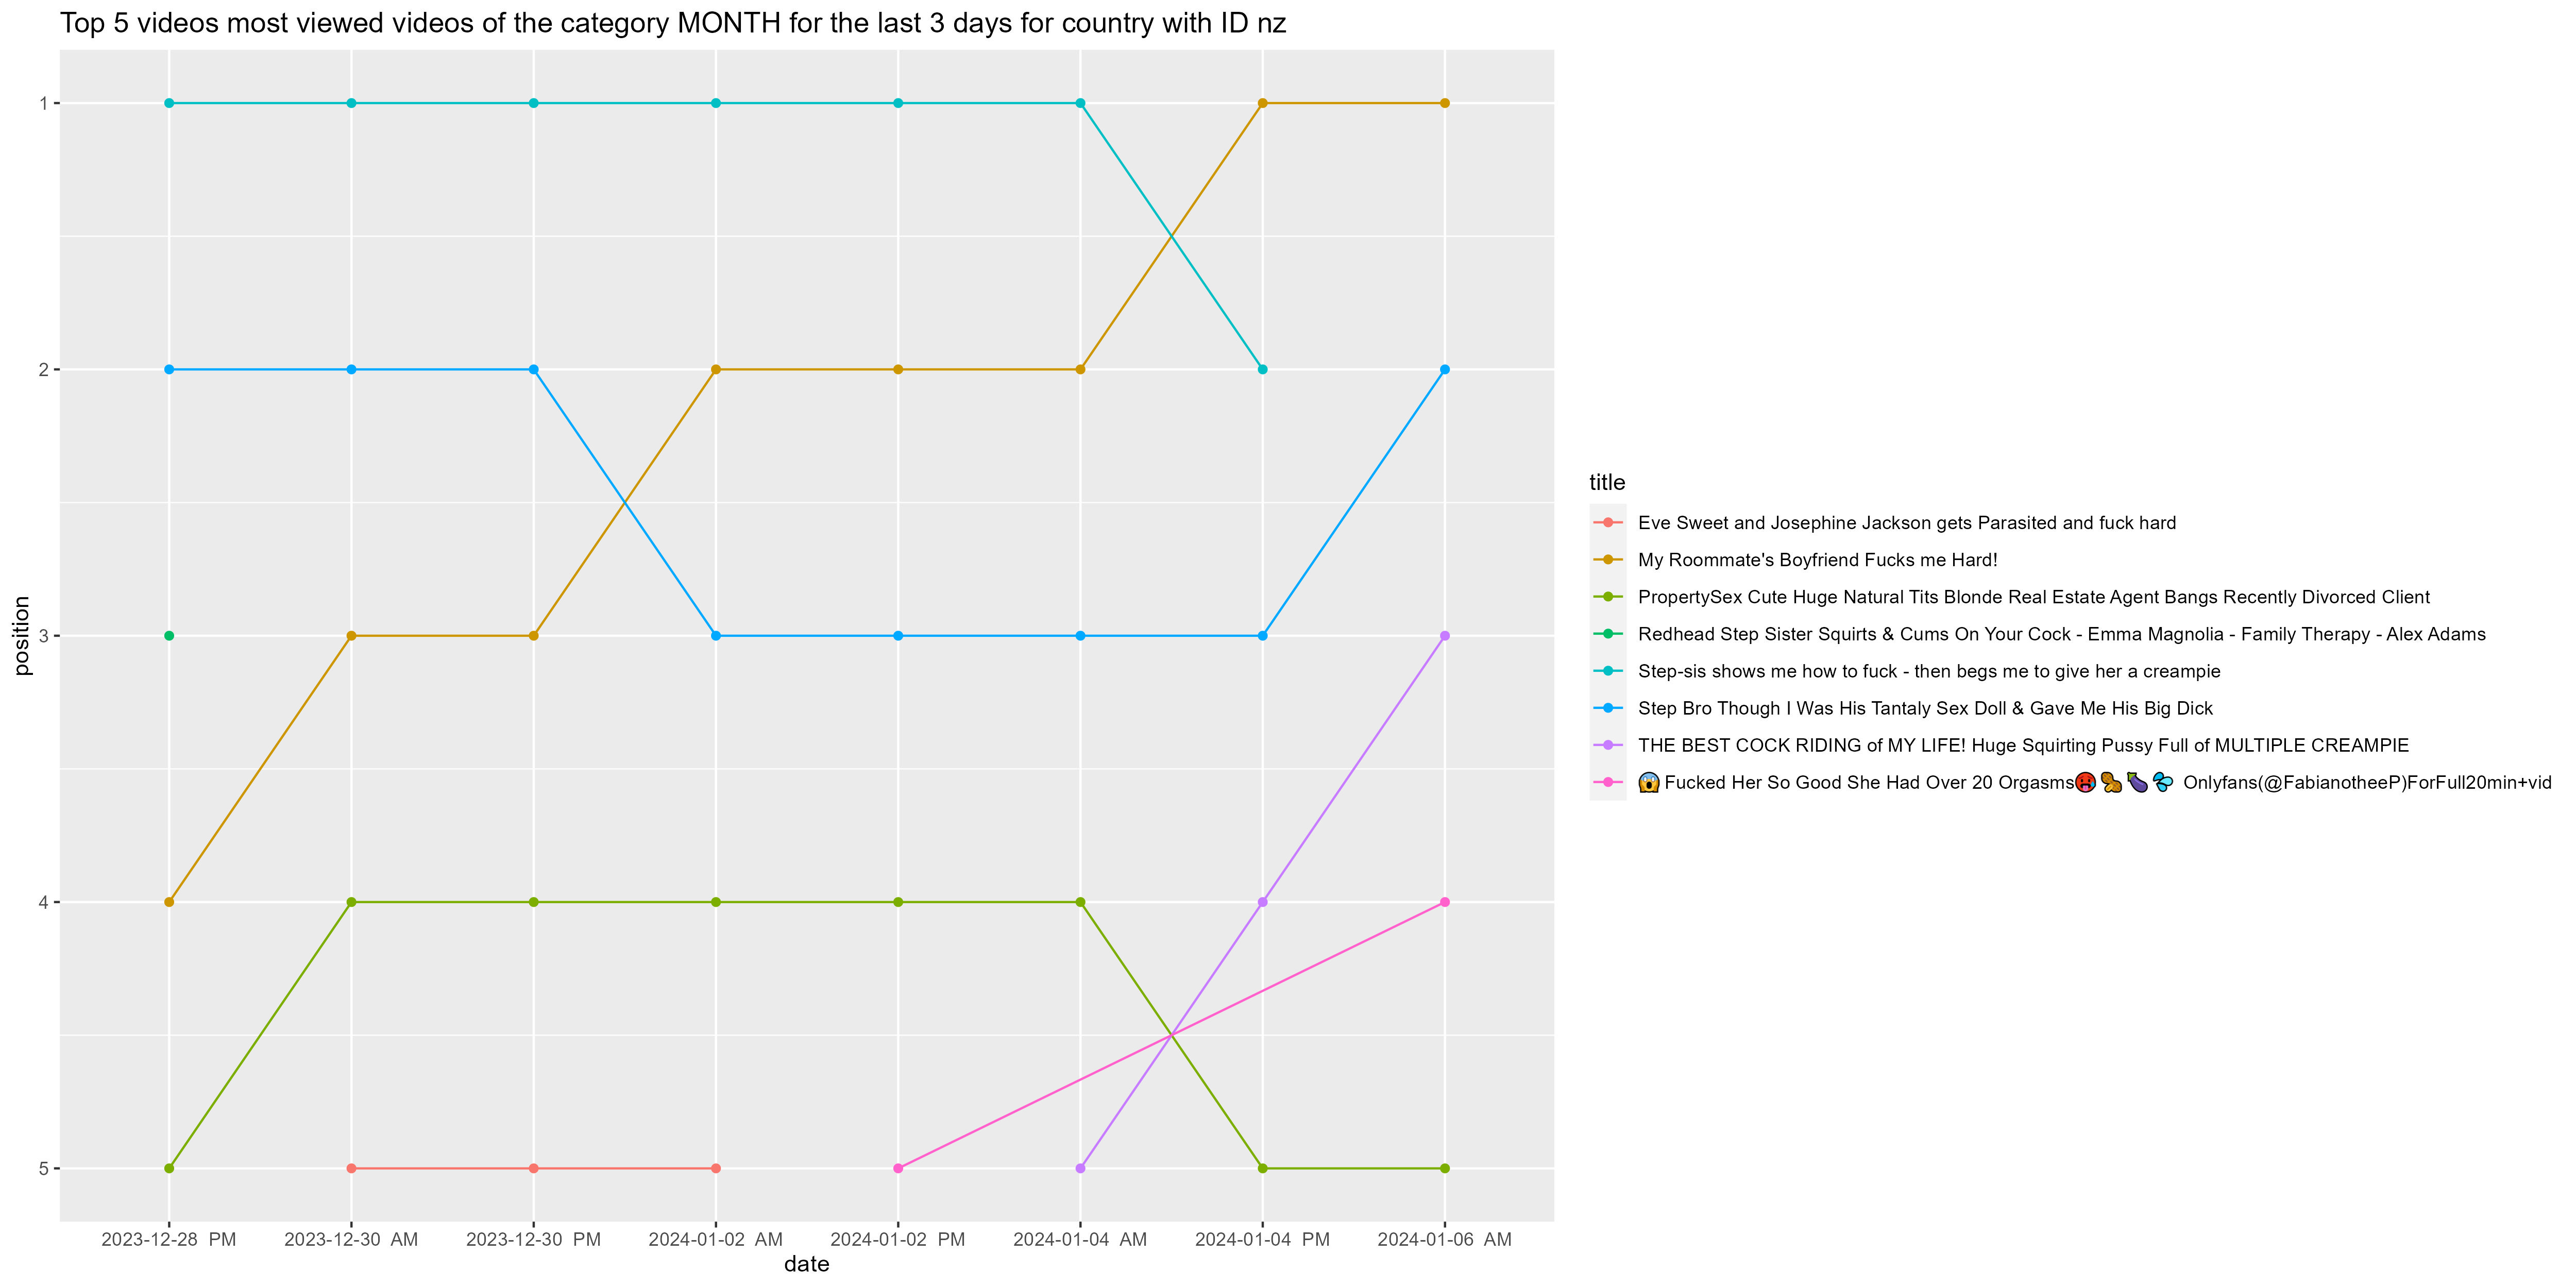 Top 5 videos most viewed videos of the category MONTH for the last 3 days for country with ID nz
1
2
3
4
5
position
2023-12-28 PM
2023-12-30 AM
2023-12-30 PM
2024-01-02 AM
2024-01-02 PM
2024-01-04 AM
2024-01-04 PM
2024-01-06 AM
date
title
Eve Sweet and Josephine Jackson gets Parasited and fuck hard
My Roommate's Boyfriend Fucks me Hard!
PropertySex Cute Huge Natural Tits Blonde Real Estate Agent Bangs Recently Divorced Client
Redhead Step Sister Squirts & Cums On Your Cock - Emma Magnolia - Family Therapy - Alex Adams
Step-sis shows me how to fuck - then begs me to give her a creampie
Step Bro Though I Was His Tantaly Sex Doll & Gave Me His Big Dick
THE BEST COCK RIDING of MY LIFE! Huge Squirting Pussy Full of MULTIPLE CREAMPIE
😱 Fucked Her So Good She Had Over 20 Orgasms🥵🥜🍆💦 Onlyfans(@FabianotheeP)ForFull20min+vid